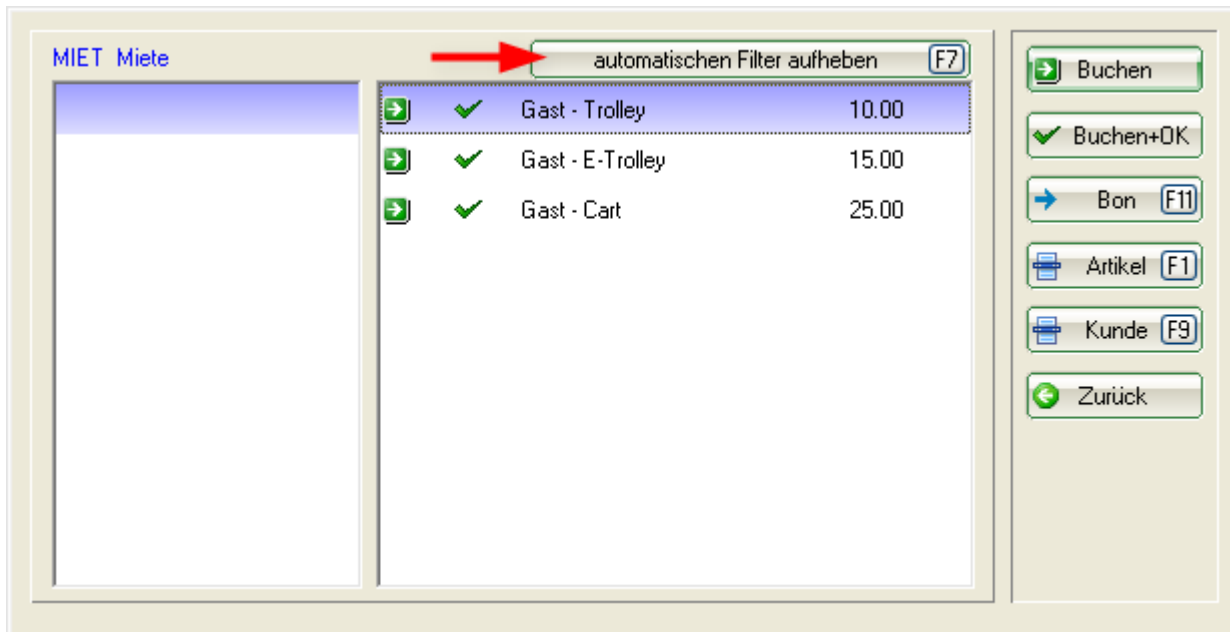 MIET Miete
automatischen Filter aufheben F7
Gast - Trolley 10.00
Gast - E-Trolley 15.00
Gast - Cart 25.00
Buchen
Buchen+OK
Bon F11
Artikel F1
Kunde F9
Zurück